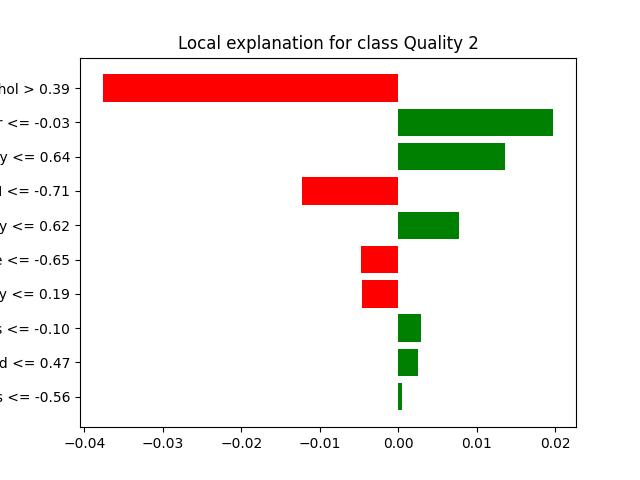 Local explanation for class Quality 2
hol > 0.39
r <= -0.03
y <= 0.64
<= -0.71
y <= 0.62
e <= -0.65
y <= 0.19
s <= -0.10
d <= 0.47
s <= -0.56
−0.04 −0.03 −0.02 −0.01 0.00 0.01 0.02